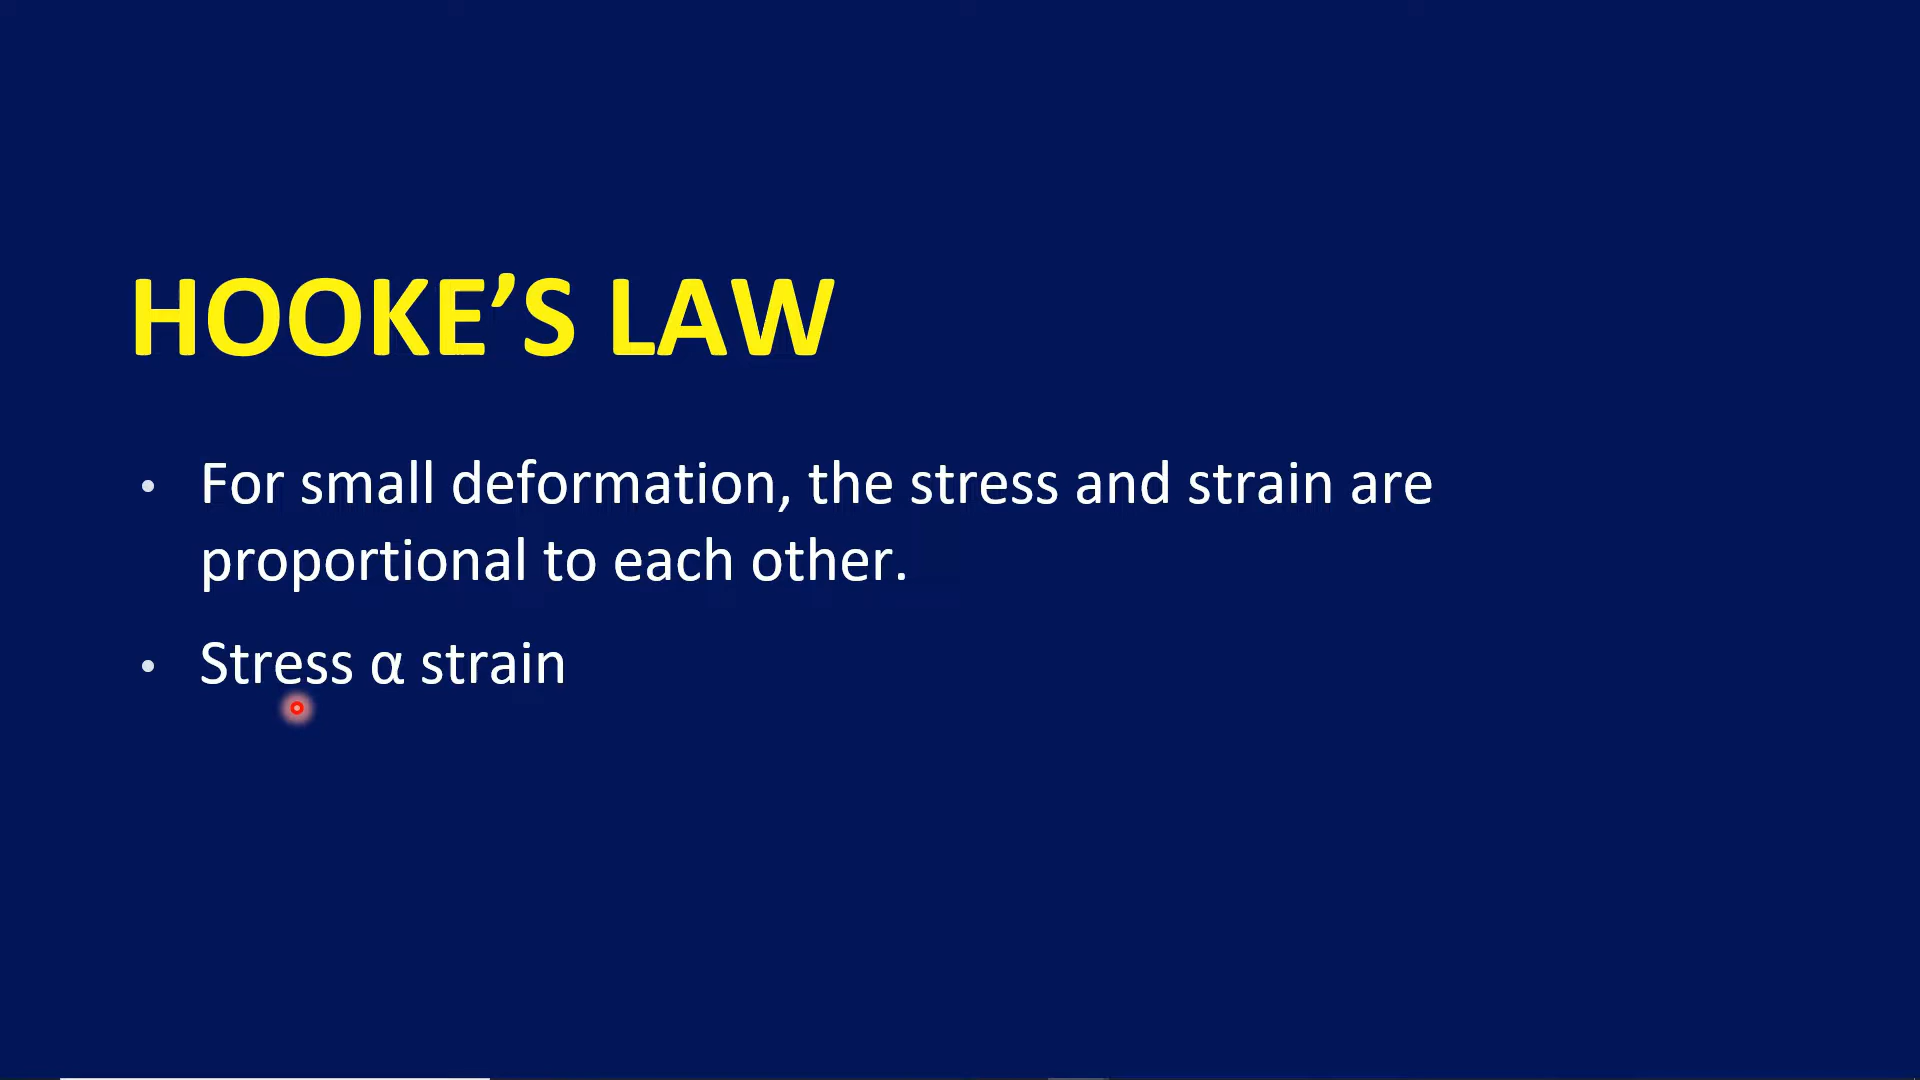 HOOKE’S LAW
• For small deformation, the stress and strain are
proportional to each other.
• Stress α strain